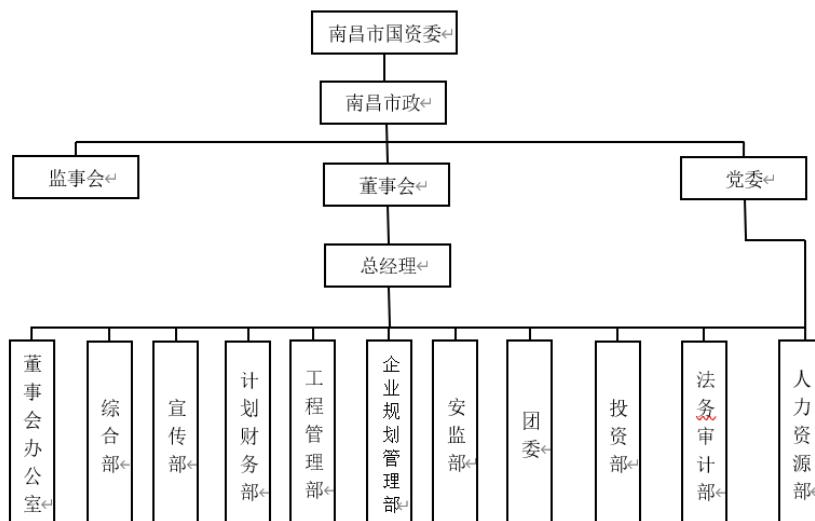 南昌市国资委
南昌市政
监事会
董事会
党委
总经理
董事会办公室
综合部
宣传部
计划财务部
工程管理部
企业规划管理部
安监部
团委
投资部
法务审计部
人力资源部